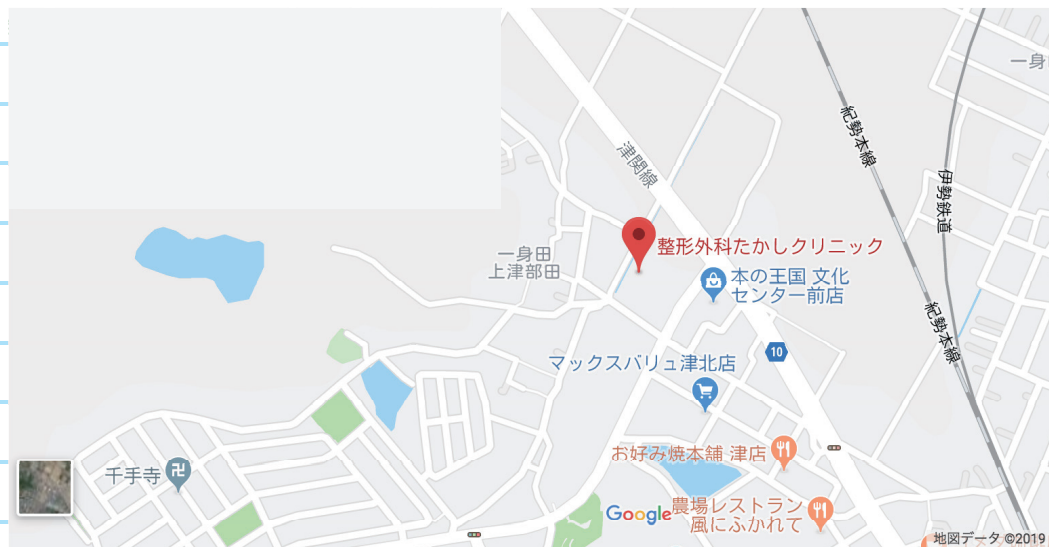 一身
紀勢本線
津関線
伊勢鉄道
整形外科たかしクリニック
一身田
上津部田
本の王国 文化
センター前店
紀勢本線
10
マックスバリュ津北店
お好み焼本舗 津店
千手寺
卍
農場レストラン
風にふかれて
Google
地図データ ©2019